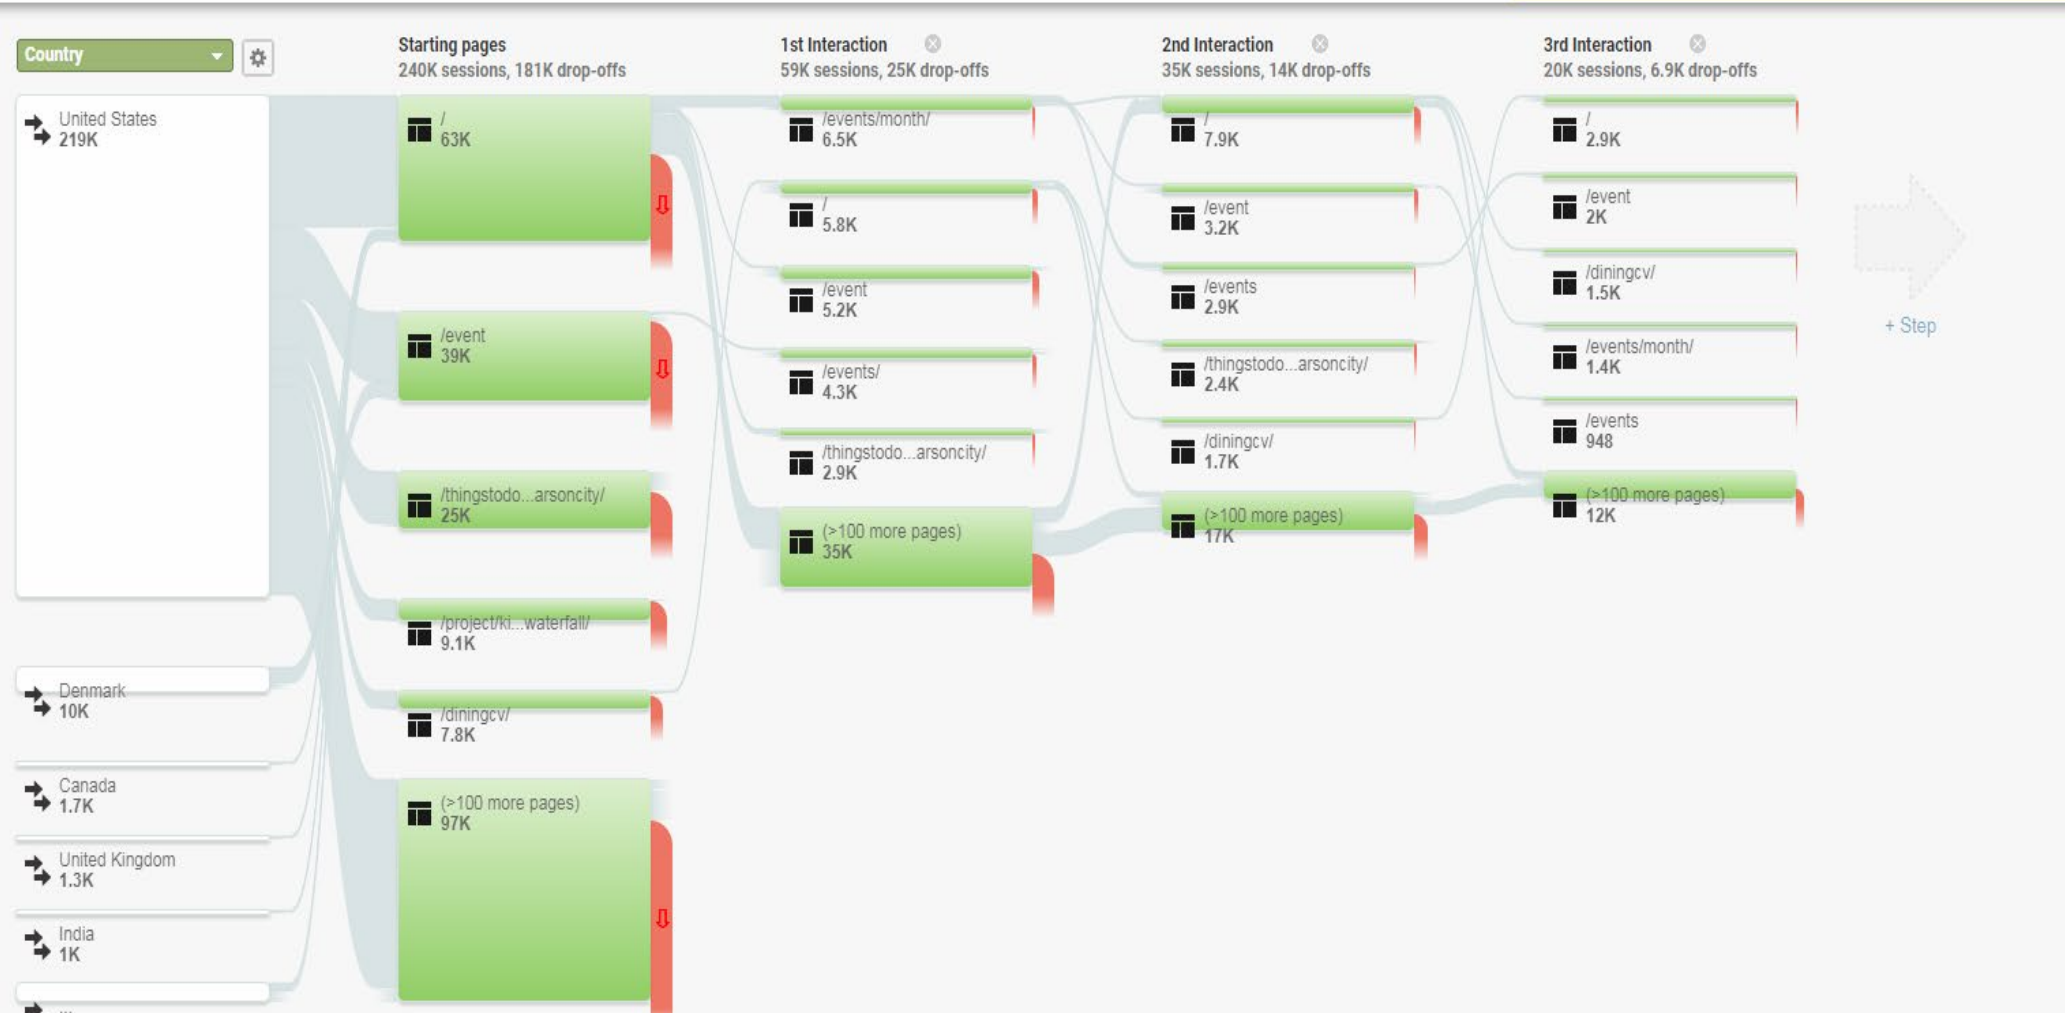 Country
United States
219K
Denmark
10K
Canada
1.7K
United Kingdom
1.3K
India
1K
Starting pages
240K sessions, 181K drop-offs
/
63K
/event
39K
/thingstodo...arsoncity/
25K
/project/ki...waterfall/
9.1K
/diningcv/
7.8K
(>100 more pages)
97K
1st Interaction
59K sessions, 25K drop-offs
/events/month/
6.5K
/
5.8K
/event
5.2K
/events/
4.3K
/thingstodo...arsoncity/
2.9K
(>100 more pages)
35K
2nd Interaction
35K sessions, 14K drop-offs
/
7.9K
/event
3.2K
/events
2.9K
/thingstodo...arsoncity/
2.4K
/diningcv/
1.7K
(>100 more pages)
17K
3rd Interaction
20K sessions, 6.9K drop-offs
/
2.9K
/event
2K
/diningcv/
1.5K
/events/month/
1.4K
/events
948
(>100 more pages)
12K
+ Step